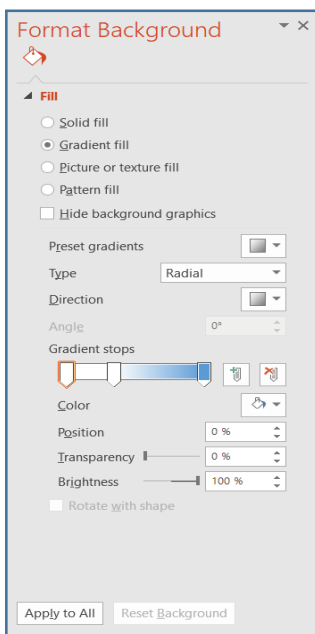 Format Background
Fill
Solid fill
Gradient fill
Picture or texture fill
Pattern fill
Hide background graphics
Preset gradients
Type Radial
Direction
Angle 0°
Gradient stops
Color
Position 0 %
Transparency 0 %
Brightness 100 %
Rotate with shape
Apply to All Reset Background